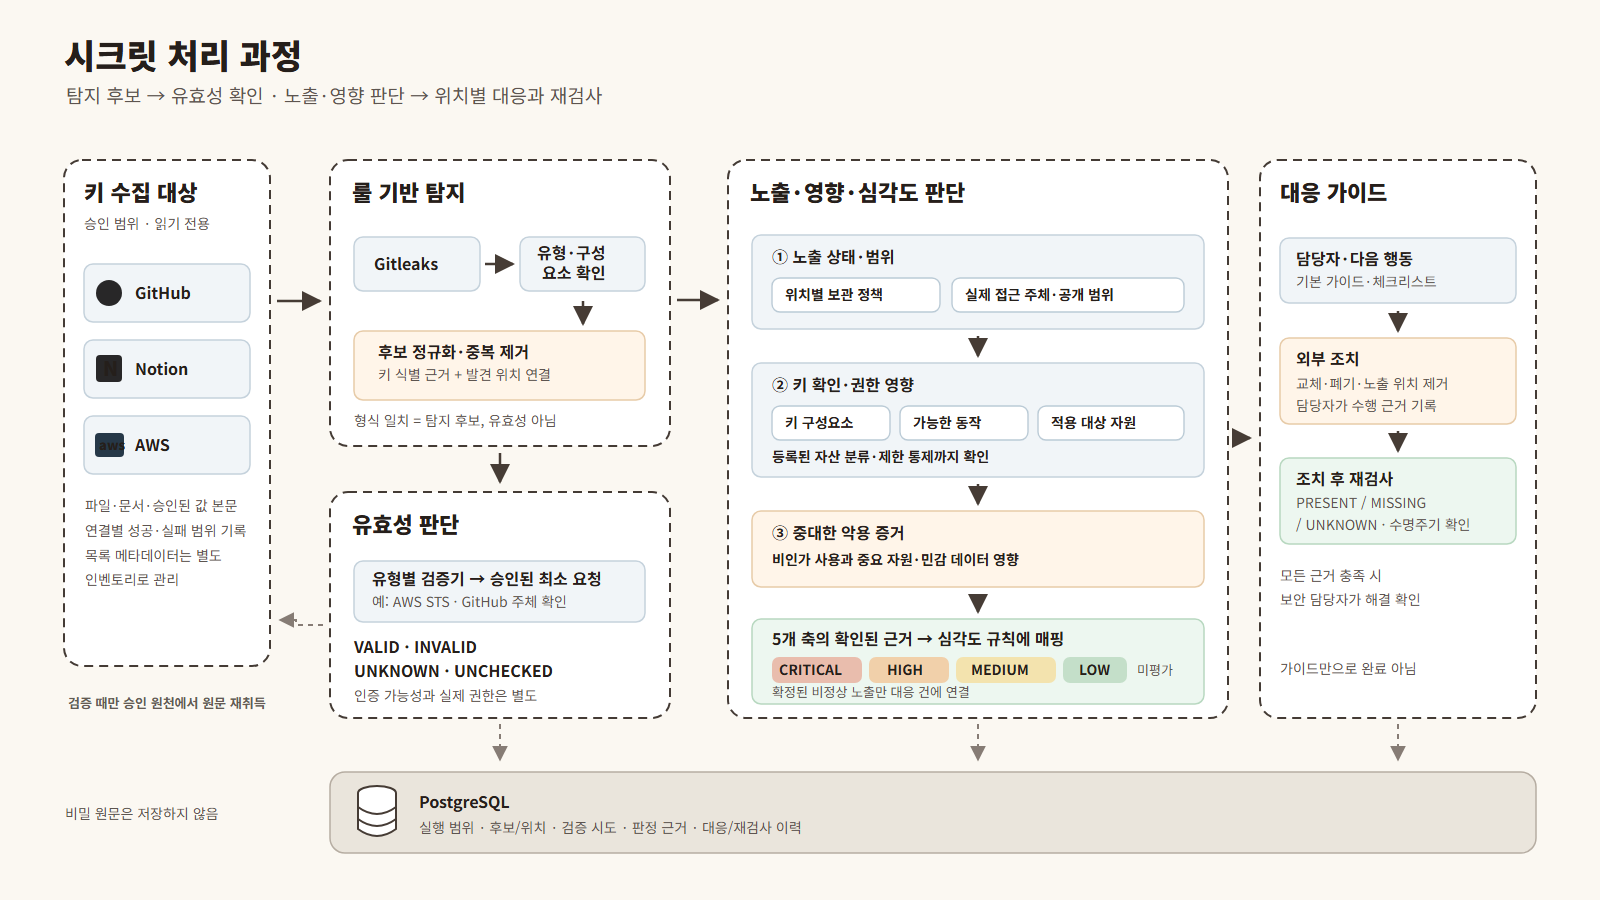 시크릿 처리 과정
탐지 후보 → 유효성 확인 · 노출·영향 판단 → 위치별 대응과 재검사
키 수집 대상
승인 범위 · 읽기 전용
GitHub
N
Notion
aws
AWS
파일·문서·승인된 값 본문
연결별 성공·실패 범위 기록
목록 메타데이터는 별도
인벤토리로 관리
검증 때만 승인 원천에서 원문 재취득
비밀 원문은 저장하지 않음
룰 기반 탐지
Gitleaks
유형·구성
요소 확인
후보 정규화·중복 제거
키 식별 근거 + 발견 위치 연결
형식 일치 = 탐지 후보, 유효성 아님
유효성 판단
유형별 검증기 → 승인된 최소 요청
예: AWS STS · GitHub 주체 확인
VALID · INVALID
UNKNOWN · UNCHECKED
인증 가능성과 실제 권한은 별도
노출·영향·심각도 판단
① 노출 상태·범위
위치별 보관 정책
실제 접근 주체·공개 범위
② 키 확인·권한 영향
키 구성요소
가능한 동작
적용 대상 자원
등록된 자산 분류·제한 통제까지 확인
③ 중대한 악용 증거
비인가 사용과 중요 자원·민감 데이터 영향
5개 축의 확인된 근거 → 심각도 규칙에 매핑
CRITICAL
HIGH
MEDIUM
LOW
미평가
확정된 비정상 노출만 대응 건에 연결
대응 가이드
담당자·다음 행동
기본 가이드·체크리스트
외부 조치
교체·폐기·노출 위치 제거
담당자가 수행 근거 기록
조치 후 재검사
PRESENT / MISSING
/ UNKNOWN · 수명주기 확인
모든 근거 충족 시
보안 담당자가 해결 확인
가이드만으로 완료 아님
PostgreSQL
실행 범위 · 후보/위치 · 검증 시도 · 판정 근거 · 대응/재검사 이력